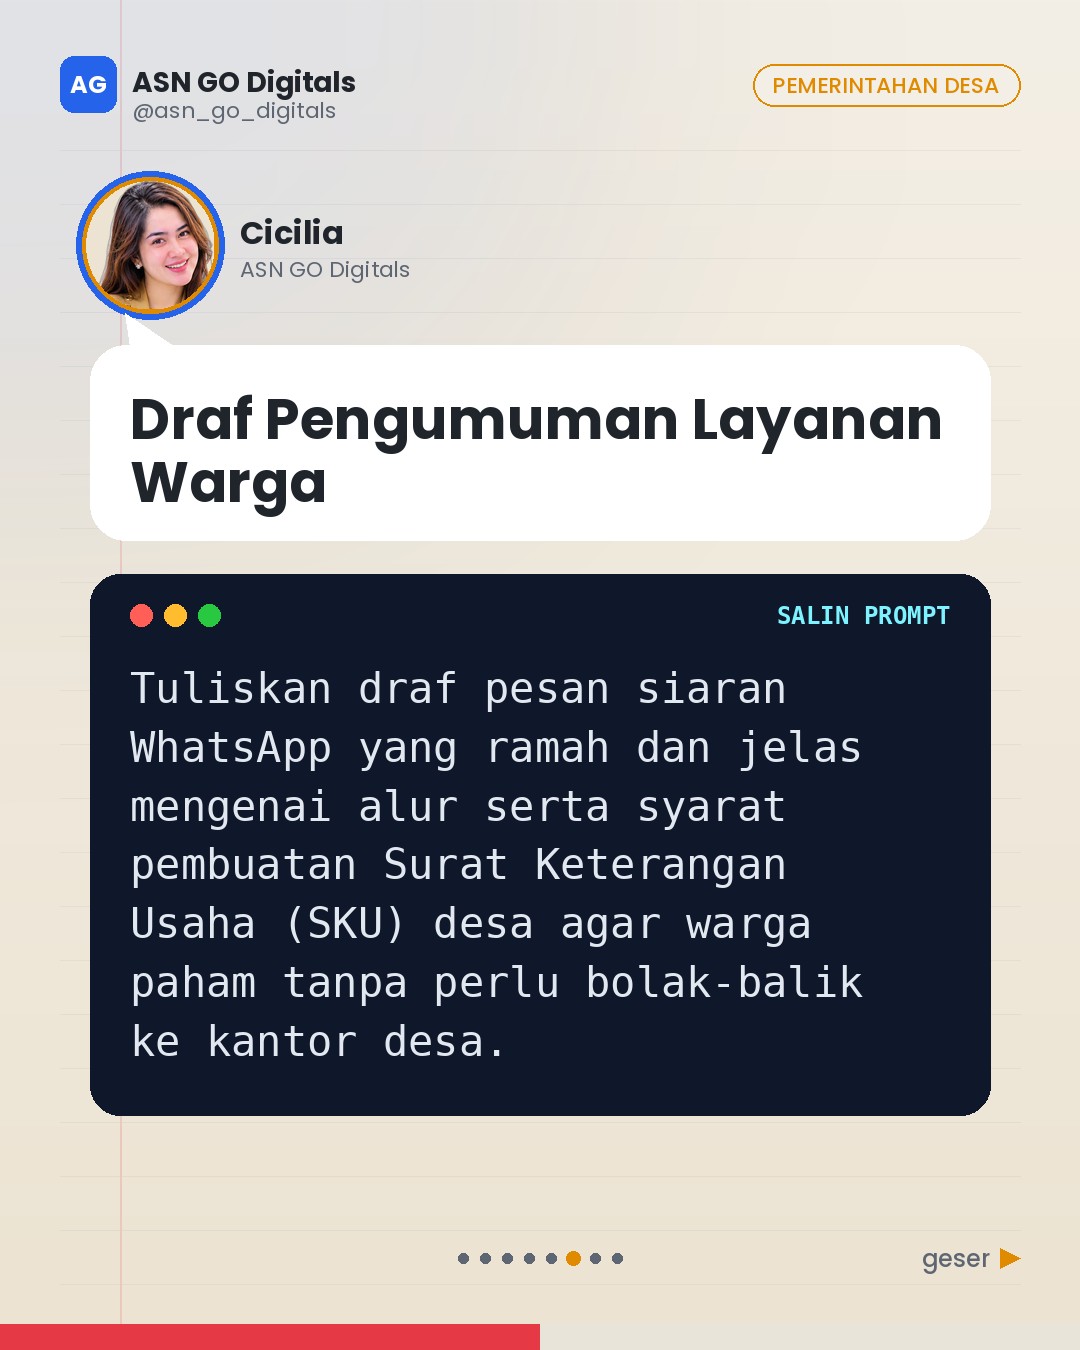 AG
ASN GO Digitals
@asn_go_digitals
PEMERINTAHAN DESA
Cicilia
ASN GO Digitals
Draf Pengumuman Layanan
Warga
SALIN PROMPT
Tuliskan draf pesan siaran
WhatsApp yang ramah dan jelas
mengenai alur serta syarat
pembuatan Surat Keterangan
Usaha (SKU) desa agar warga
paham tanpa perlu bolak-balik
ke kantor desa.
geser